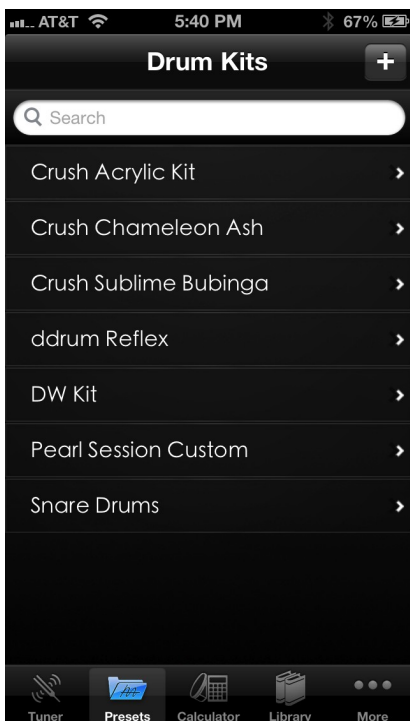 AT&T 5:40 PM 67%
Drum Kits +
Search
Crush Acrylic Kit
Crush Chameleon Ash
Crush Sublime Bubinga
ddrum Reflex
DW Kit
Pearl Session Custom
Snare Drums
Tuner Presets Calculator Library More